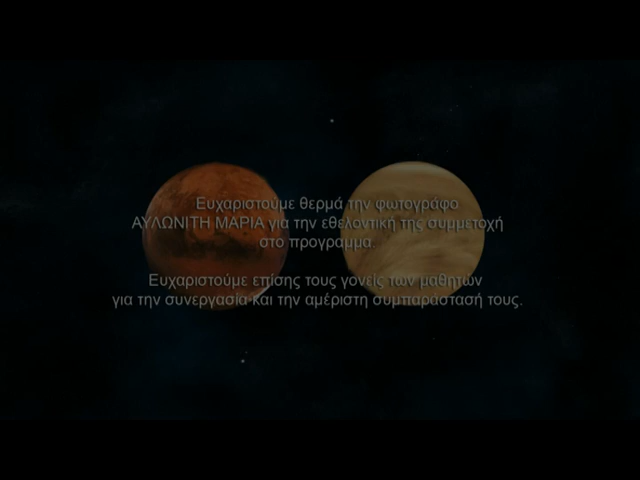 Ευχαριστούμε θερμά την φωτογράφο
ΑΥΛΩΝΙΤΗ ΜΑΡΙΑ για την εθελοντική της συμμετοχή
στο προγραμμα.
Ευχαριστούμε επίσης τους γονείς των μαθητών
για την συνεργασία και την αμέριστη συμπαράστασή τους.